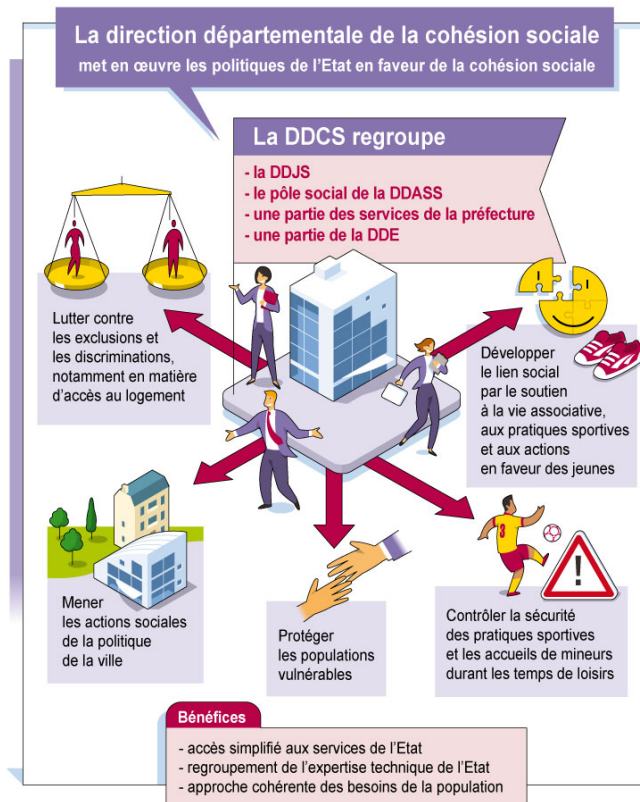 La direction départementale de la cohésion sociale
met en œuvre les politiques de l'Etat en faveur de la cohésion sociale
La DDCS regroupe
- la DDJS
- le pôle social de la DDASS
- une partie des services de la préfecture
- une partie de la DDE
Lutter contre
les exclusions et
les discriminations,
notamment en matière
d'accès au logement
Développer
le lien social
par le soutien
à la vie associative,
aux pratiques sportives
et aux actions
en faveur des jeunes
Mener
les actions sociales
de la politique
de la ville
Protéger
les populations
vulnérables
3
!
Contrôler la sécurité
des pratiques sportives
et les accueils de mineurs
durant les temps de loisirs
Bénéfices
- accès simplifié aux services de l'Etat
- regroupement de l'expertise technique de l'Etat
- approche cohérente des besoins de la population